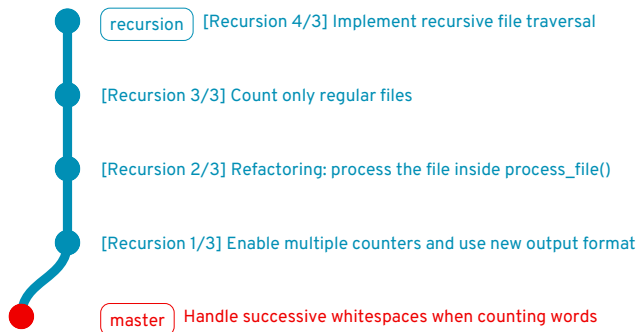 recursion [Recursion 4/3] Implement recursive file traversal
[Recursion 3/3] Count only regular files
[Recursion 2/3] Refactoring: process the file inside process_file()
[Recursion 1/3] Enable multiple counters and use new output format
master Handle successive whitespaces when counting words